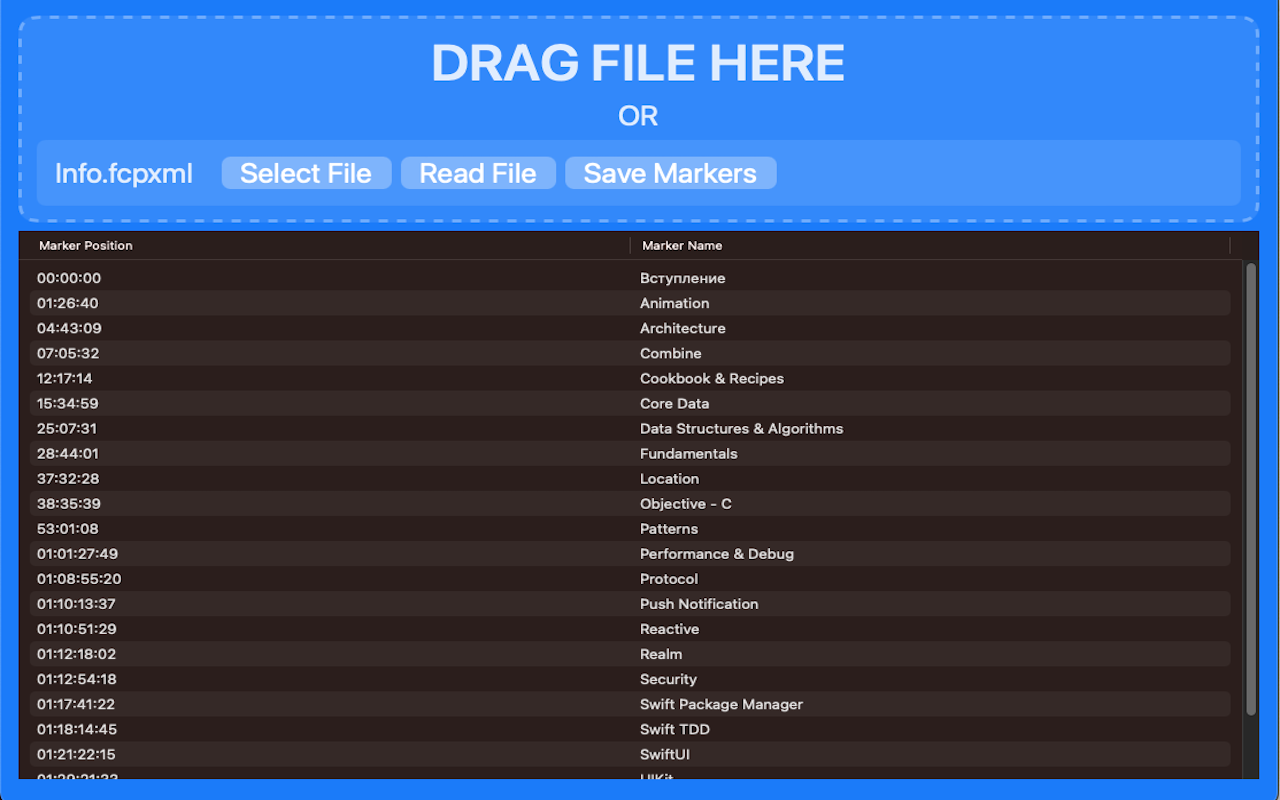 DRAG FILE HERE
OR
Info.fcpxml Select File Read File Save Markers
Marker Position Marker Name
00:00:00 Вступление
01:26:40 Animation
04:43:09 Architecture
07:05:32 Combine
12:17:14 Cookbook & Recipes
15:34:59 Core Data
25:07:31 Data Structures & Algorithms
28:44:01 Fundamentals
37:32:28 Location
38:35:39 Objective - C
53:01:08 Patterns
01:01:27:49 Performance & Debug
01:08:55:20 Protocol
01:10:13:37 Push Notification
01:10:51:29 Reactive
01:12:18:02 Realm
01:12:54:18 Security
01:17:41:22 Swift Package Manager
01:18:14:45 Swift TDD
01:21:22:15 SwiftUI
UIKit